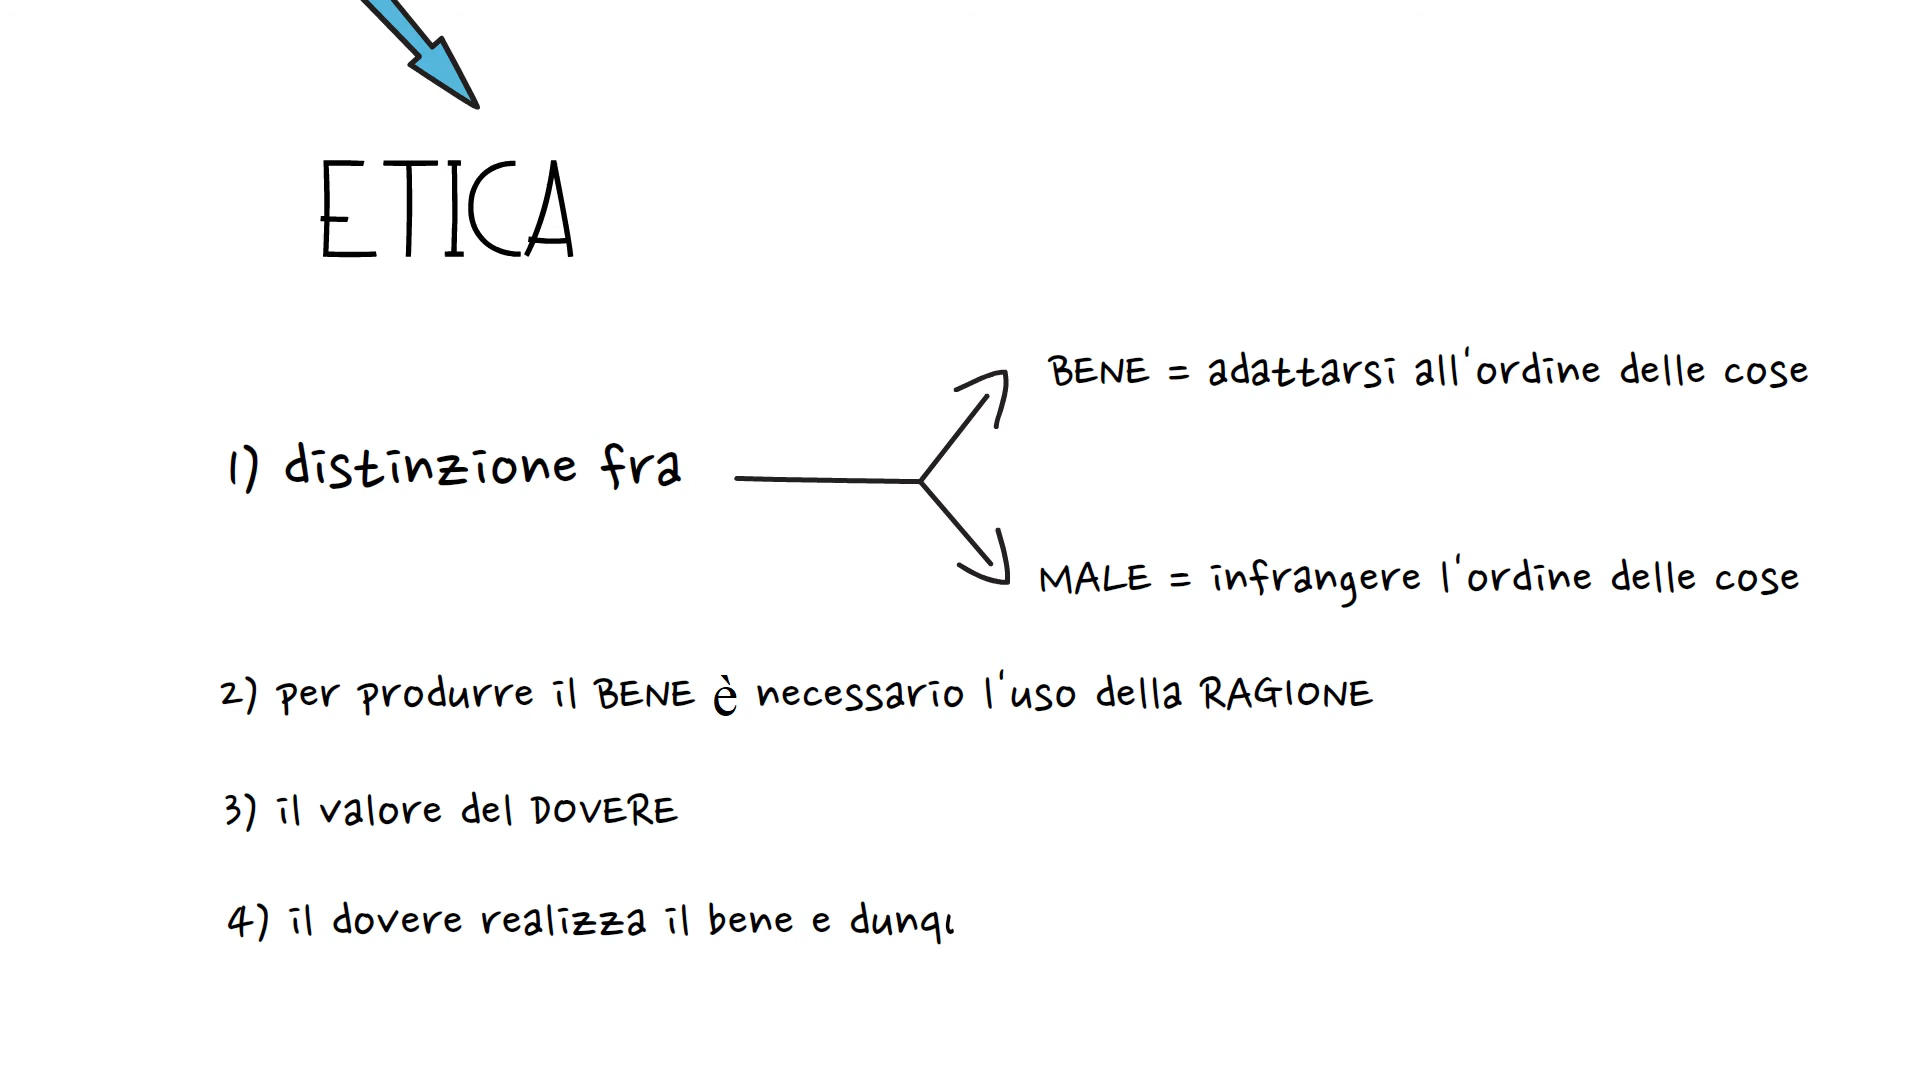 ETICA
BENE = adattarsi all'ordine delle cose
1) distinzione fra
MALE = infrangere l'ordine delle cose
2) per produrre il BENE è necessario l'uso della RAGIONE
3) il valore del DOVERE
4) il dovere realizza il bene e